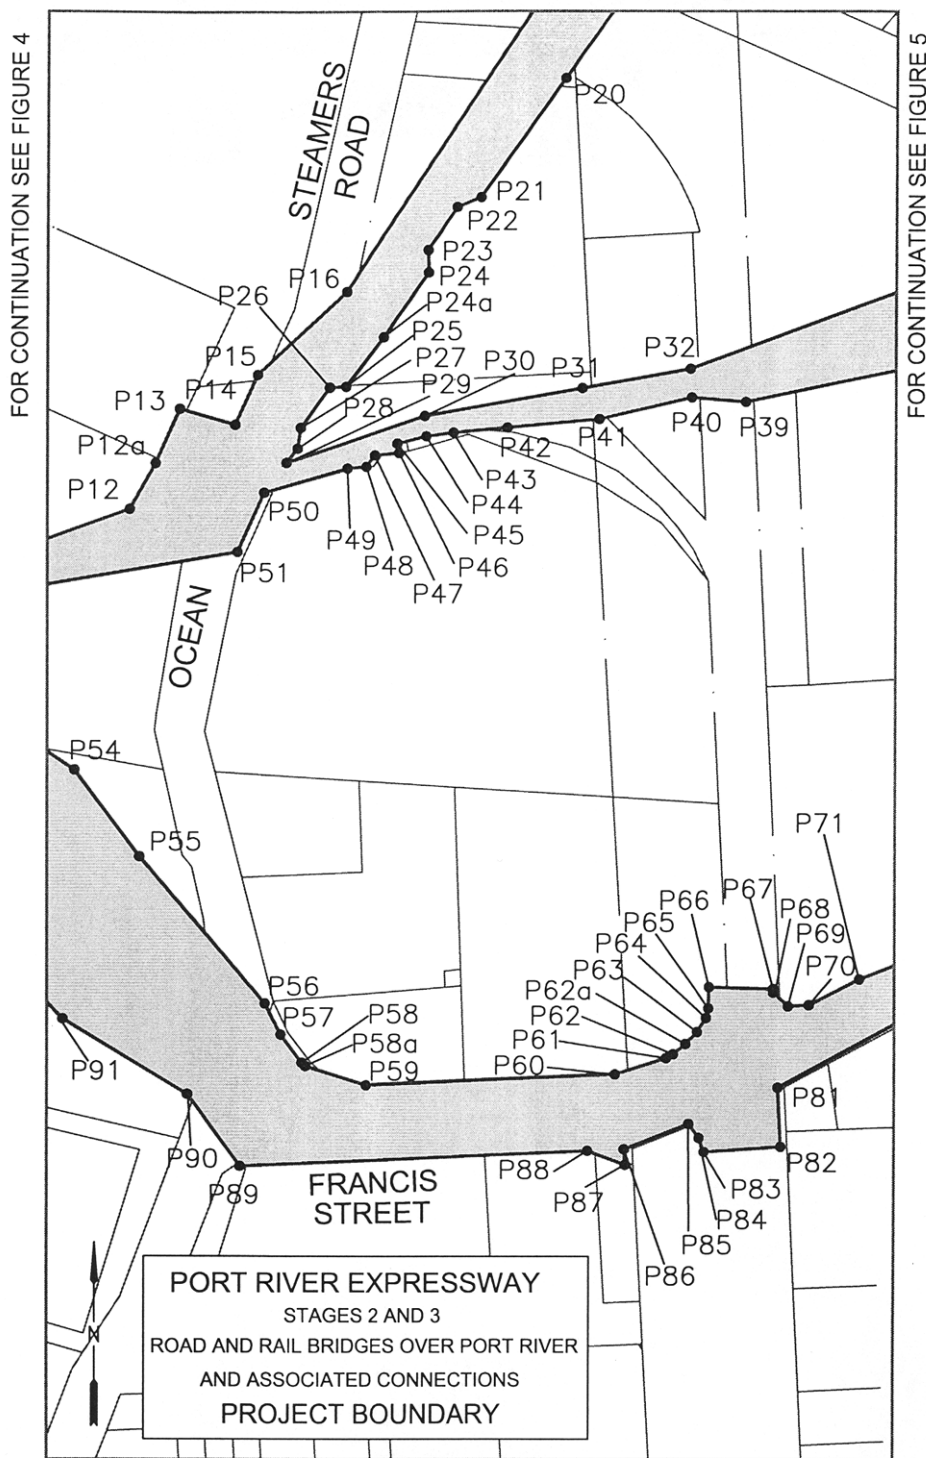 FOR CONTINUATION SEE FIGURE 4
FOR CONTINUATION SEE FIGURE 5
STEAMERS
ROAD
P20
P21
P22
P23
P24
P16
P26
P24a
P25
P15
P27
P30
P31
P32
P14
P29
P13
P28
P40
P39
P12a
P42
P41
P43
P12
P50
P44
P45
P49
P51
P48
P46
P47
OCEAN
P54
P55
P71
P66
P67
P65
P68
P64
P69
P63
P70
P62a
P56
P62
P57
P58
P61
P58a
P60
P59
P91
P81
P90
P82
P89
P88
P83
P87
P84
P85
P86
FRANCIS
STREET
N
PORT RIVER EXPRESSWAY
STAGES 2 AND 3
ROAD AND RAIL BRIDGES OVER PORT RIVER
AND ASSOCIATED CONNECTIONS
PROJECT BOUNDARY